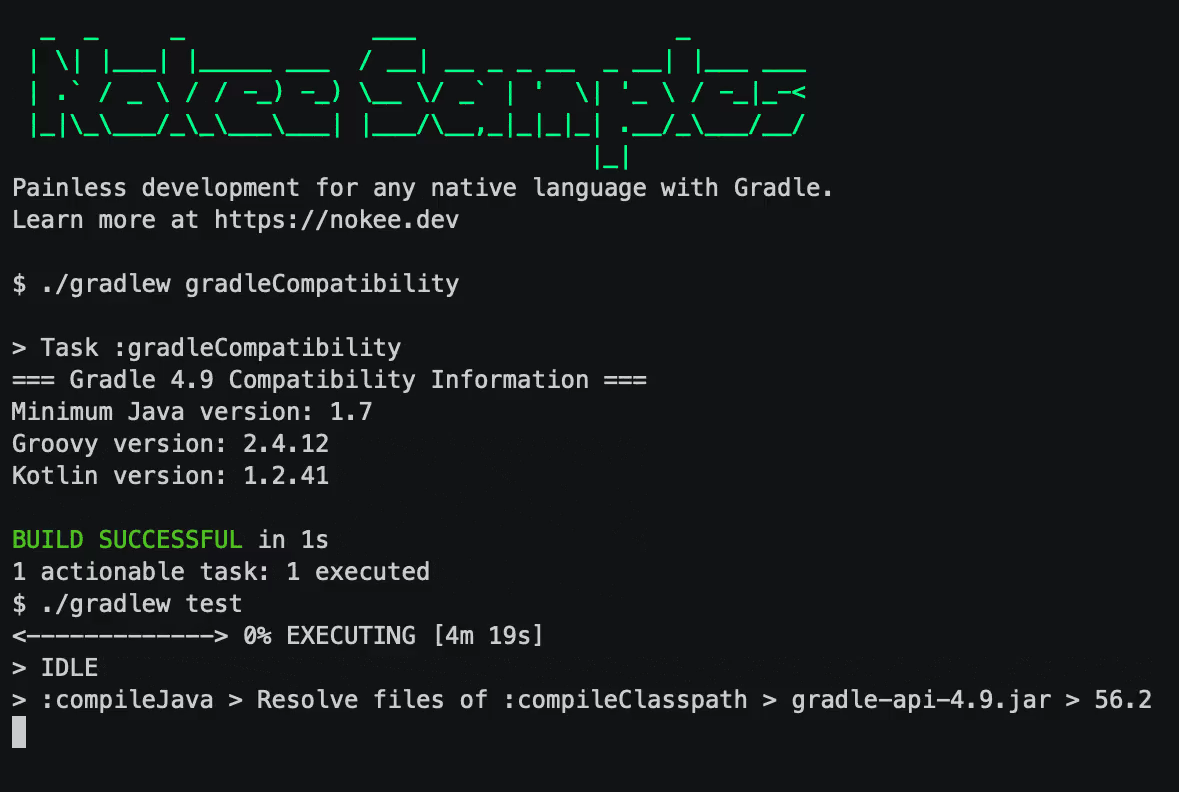 Nokee Samples
Painless development for any native language with Gradle.
Learn more at https://nokee.dev
$ ./gradlew gradleCompatibility
> Task :gradleCompatibility
=== Gradle 4.9 Compatibility Information ===
Minimum Java version: 1.7
Groovy version: 2.4.12
Kotlin version: 1.2.41
BUILD SUCCESSFUL in 1s
1 actionable task: 1 executed
$ ./gradlew test
<-------------> 0% EXECUTING [4m 19s]
> IDLE
> :compileJava > Resolve files of :compileClasspath > gradle-api-4.9.jar > 56.2